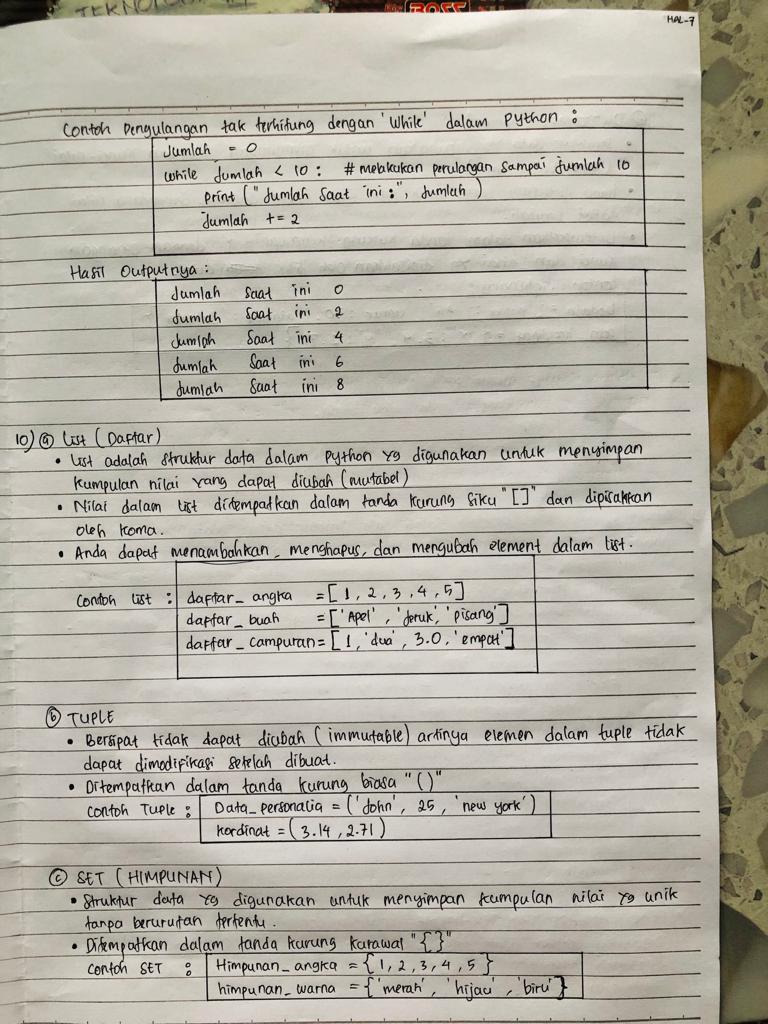 TEKNOLOGI
BOSS
HAL-7
Contoh Pengulangan tak terhitung dengan 'While' dalam Python :
Jumlah = 0
while Jumlah < 10 : # melakukan perulangan sampai Jumlah 10
print ("Jumlah Saat ini :", Jumlah )
Jumlah += 2
Hasil Outputnya :
Jumlah Saat ini 0
Jumlah Saat ini 2
Jumlah Saat ini 4
Jumlah Saat ini 6
Jumlah Saat ini 8
10) a List ( Daftar )
• List adalah struktur data dalam Python yg digunakan untuk menyimpan
kumpulan nilai yang dapat diubah (mutabel)
• Nilai dalam list ditempatkan dalam tanda kurung siku "[]" dan dipisahkan
oleh koma.
• Anda dapat menambahkan, menghapus, dan mengubah element dalam list.
Contoh list : daftar_angka = [ 1, 2, 3, 4, 5 ]
daftar_buah = ['Apel', 'Jeruk', 'pisang']
daftar_campuran = [ 1, 'dua', 3.0, 'empat' ]
b TUPLE
• Bersipat tidak dapat diubah ( immutable) artinya elemen dalam tuple tidak
dapat dimodifikasi setelah dibuat.
• Ditempatkan dalam tanda kurung biasa "()"
Contoh Tuple : Data_personalia = ('John', 25, 'new york')
kordinat = ( 3.14, 2.71)
c SET ( HIMPUNAN)
• Struktur data yg digunakan untuk menyimpan kumpulan nilai yg unik
tanpa berurutan tertentu.
• Ditempatkan dalam tanda kurung kurawal "{}"
Contoh SET : Himpunan_angka = { 1, 2, 3, 4, 5 }
himpunan_warna = {'merah', 'hijau', 'biru'}